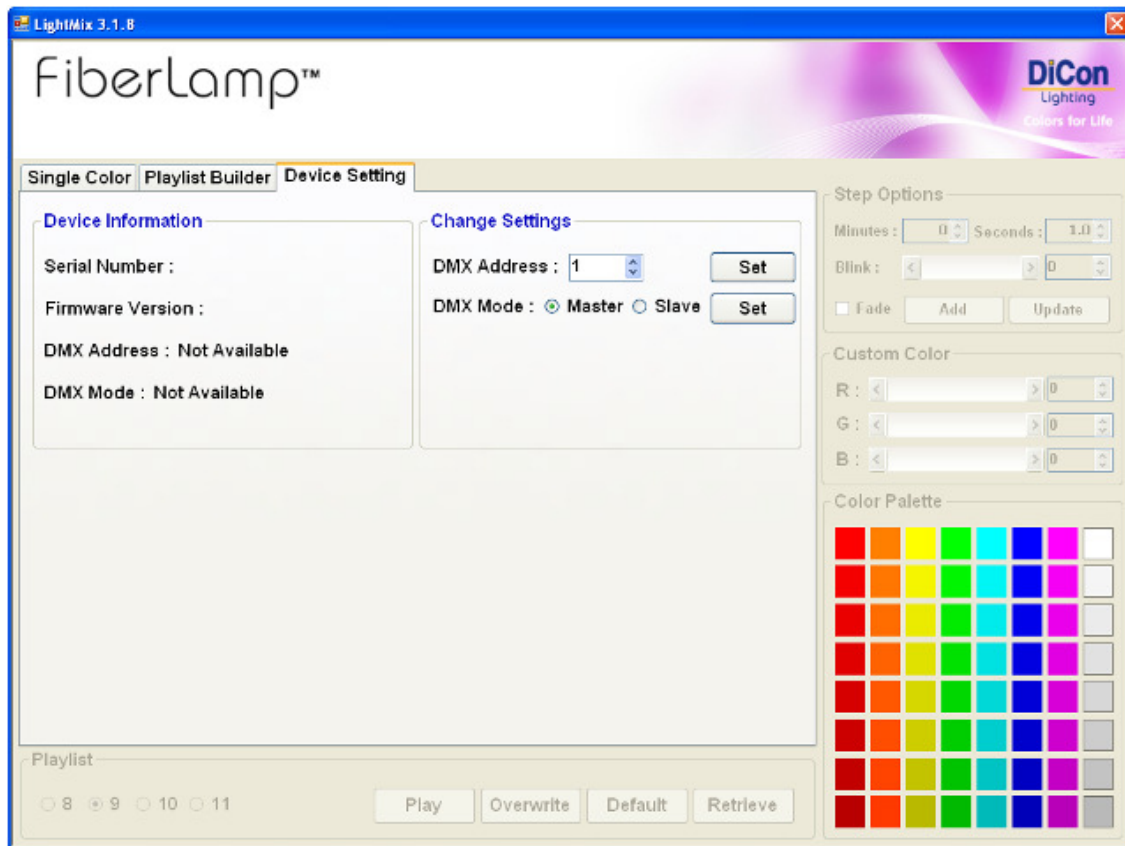 LightMix 3.1.8
FiberLamp™
DiCon
Lighting
Colors for Life
Single Color
Playlist Builder
Device Setting
Device Information
Serial Number :
Firmware Version :
DMX Address : Not Available
DMX Mode : Not Available
Change Settings
DMX Address : 1 Set
DMX Mode : Master Slave Set
Step Options
Minutes : 0 Seconds : 1.0
Blink : 0
Fade Add Update
Custom Color
R : 0
G : 0
B : 0
Color Palette
Playlist
8 9 10 11 Play Overwrite Default Retrieve